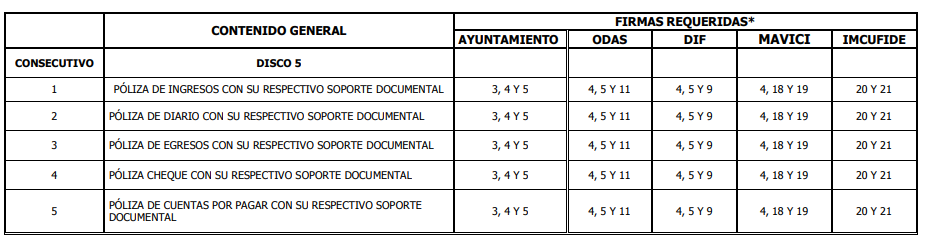 CONTENIDO GENERAL FIRMAS REQUERIDAS*
AYUNTAMIENTO ODAS DIF MAVICI IMCUFIDE
CONSECUTIVO DISCO 5
1 PÓLIZA DE INGRESOS CON SU RESPECTIVO SOPORTE DOCUMENTAL 3, 4 Y 5 4, 5 Y 11 4, 5 Y 9 4, 18 Y 19 20 Y 21
2 PÓLIZA DE DIARIO CON SU RESPECTIVO SOPORTE DOCUMENTAL 3, 4 Y 5 4, 5 Y 11 4, 5 Y 9 4, 18 Y 19 20 Y 21
3 PÓLIZA DE EGRESOS CON SU RESPECTIVO SOPORTE DOCUMENTAL 3, 4 Y 5 4, 5 Y 11 4, 5 Y 9 4, 18 Y 19 20 Y 21
4 PÓLIZA CHEQUE CON SU RESPECTIVO SOPORTE DOCUMENTAL 3, 4 Y 5 4, 5 Y 11 4, 5 Y 9 4, 18 Y 19 20 Y 21
5 PÓLIZA DE CUENTAS POR PAGAR CON SU RESPECTIVO SOPORTE
DOCUMENTAL 3, 4 Y 5 4, 5 Y 11 4, 5 Y 9 4, 18 Y 19 20 Y 21